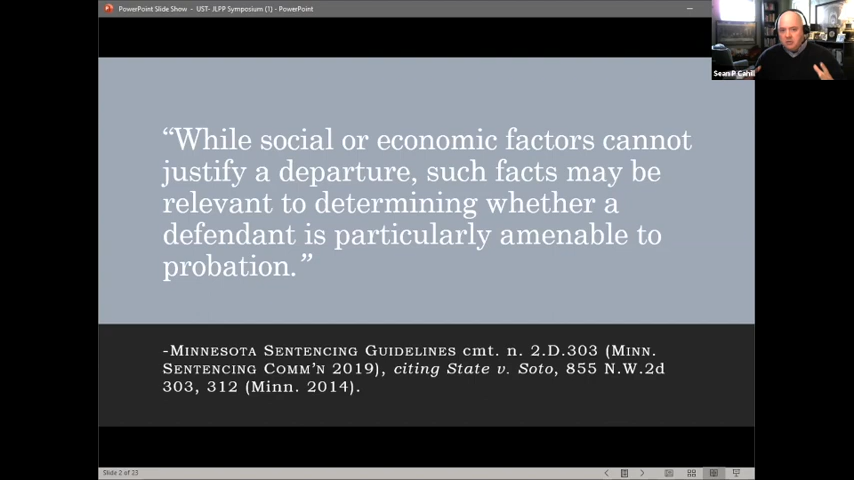 PowerPoint Slide Show - UST- JLPP Symposium (1) - PowerPoint
Sean P Cahill
“While social or economic factors cannot
justify a departure, such facts may be
relevant to determining whether a
defendant is particularly amenable to
probation.”
-Minnesota Sentencing Guidelines cmt. n. 2.D.303 (Minn.
Sentencing Comm’n 2019), citing State v. Soto, 855 N.W.2d
303, 312 (Minn. 2014).
Slide 2 of 23